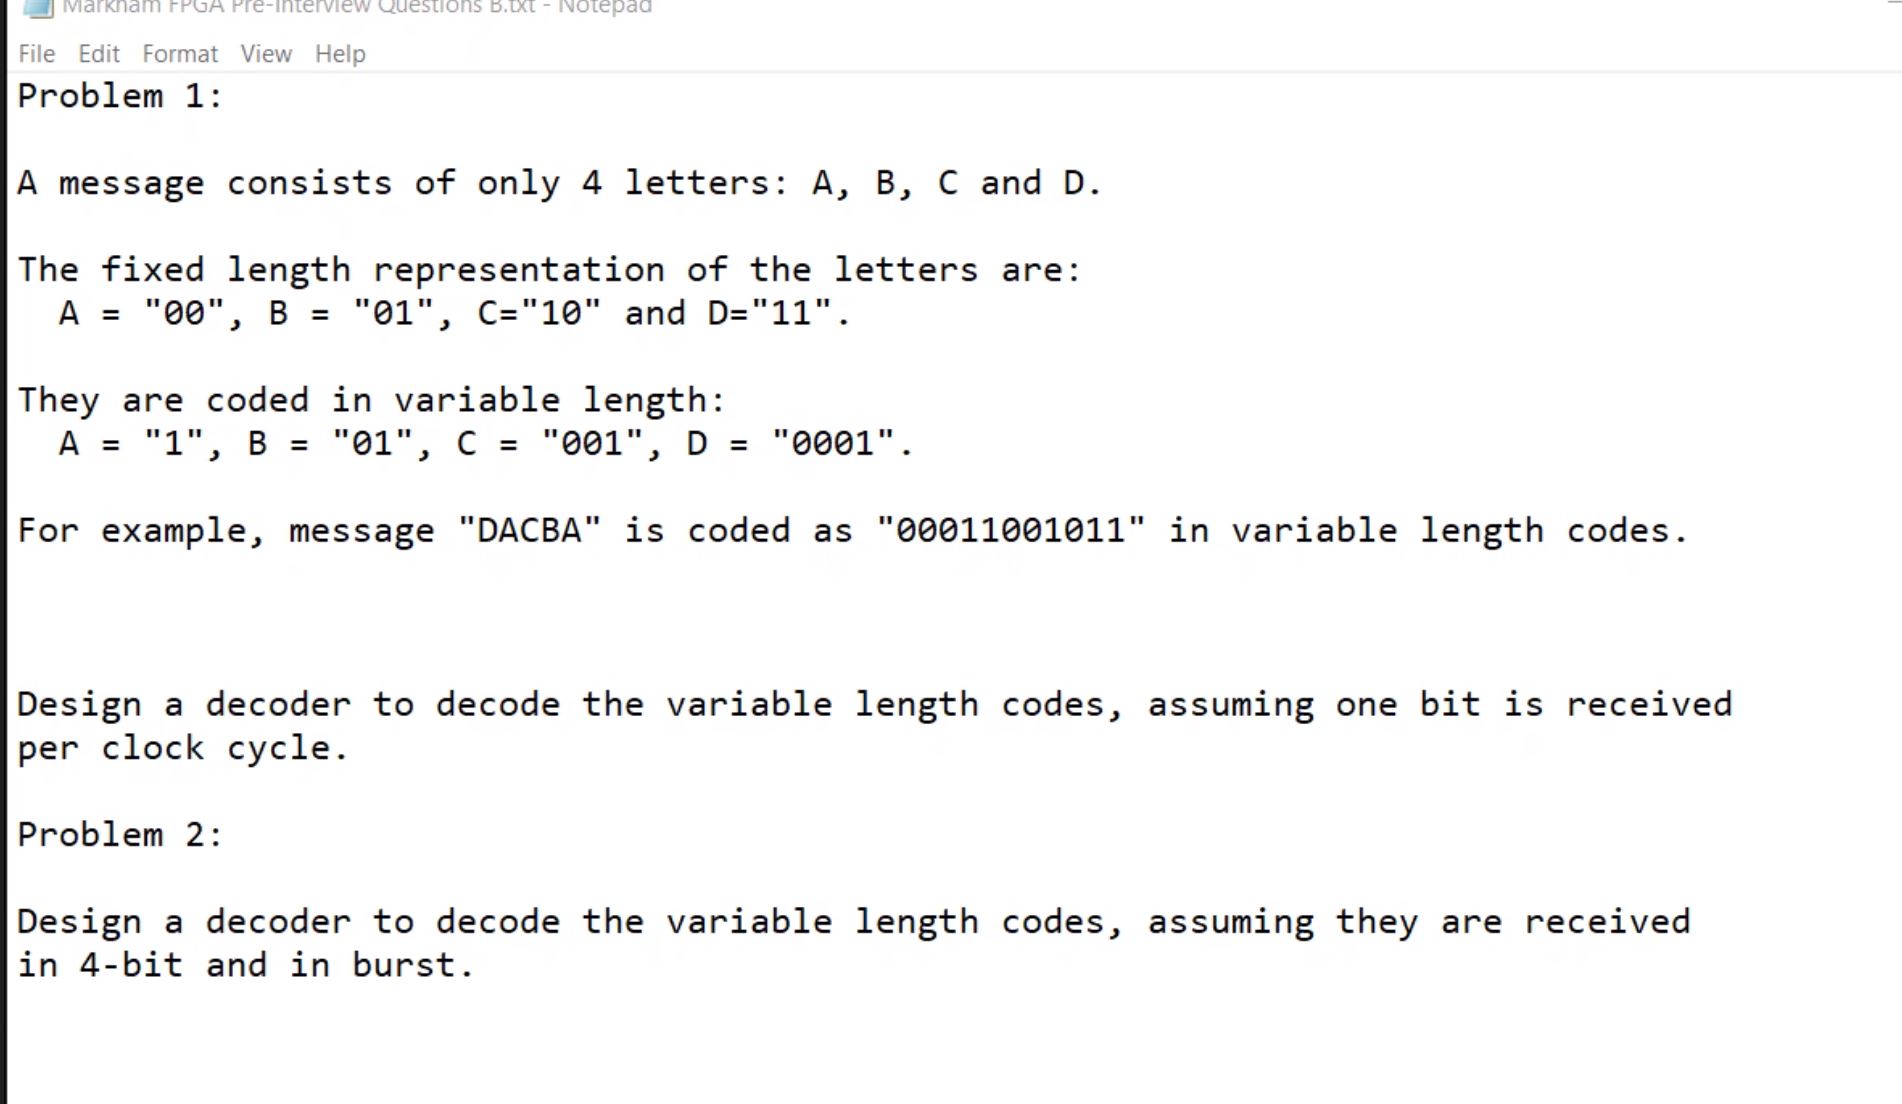 Markham FPGA Pre-Interview Questions B.txt - Notepad
File Edit Format View Help
Problem 1:
A message consists of only 4 letters: A, B, C and D.
The fixed length representation of the letters are:
A = "00", B = "01", C="10" and D="11".
They are coded in variable length:
A = "1", B = "01", C = "001", D = "0001".
For example, message "DACBA" is coded as "00011001011" in variable length codes.
Design a decoder to decode the variable length codes, assuming one bit is received
per clock cycle.
Problem 2:
Design a decoder to decode the variable length codes, assuming they are received
in 4-bit and in burst.